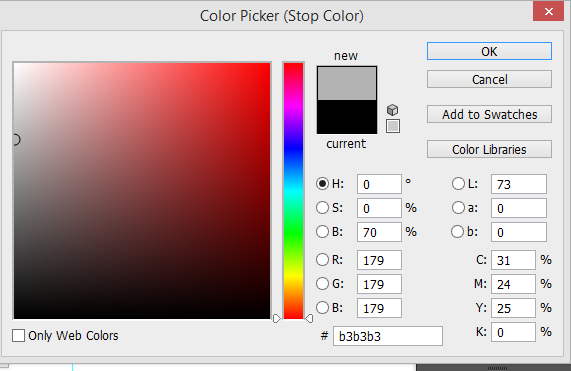 Color Picker (Stop Color)
new
current
OK
Cancel
Add to Swatches
Color Libraries
H: 0 °
S: 0 %
B: 70 %
R: 179
G: 179
B: 179
# b3b3b3
L: 73
a: 0
b: 0
C: 31 %
M: 24 %
Y: 25 %
K: 0 %
Only Web Colors